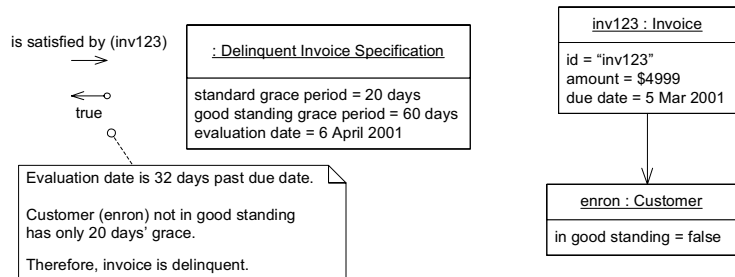 is satisfied by (inv123)
true
: Delinquent Invoice Specification
standard grace period = 20 days
good standing grace period = 60 days
evaluation date = 6 April 2001
Evaluation date is 32 days past due date.
Customer (enron) not in good standing
has only 20 days' grace.
Therefore, invoice is delinquent.
inv123 : Invoice
id = “inv123”
amount = $4999
due date = 5 Mar 2001
enron : Customer
in good standing = false